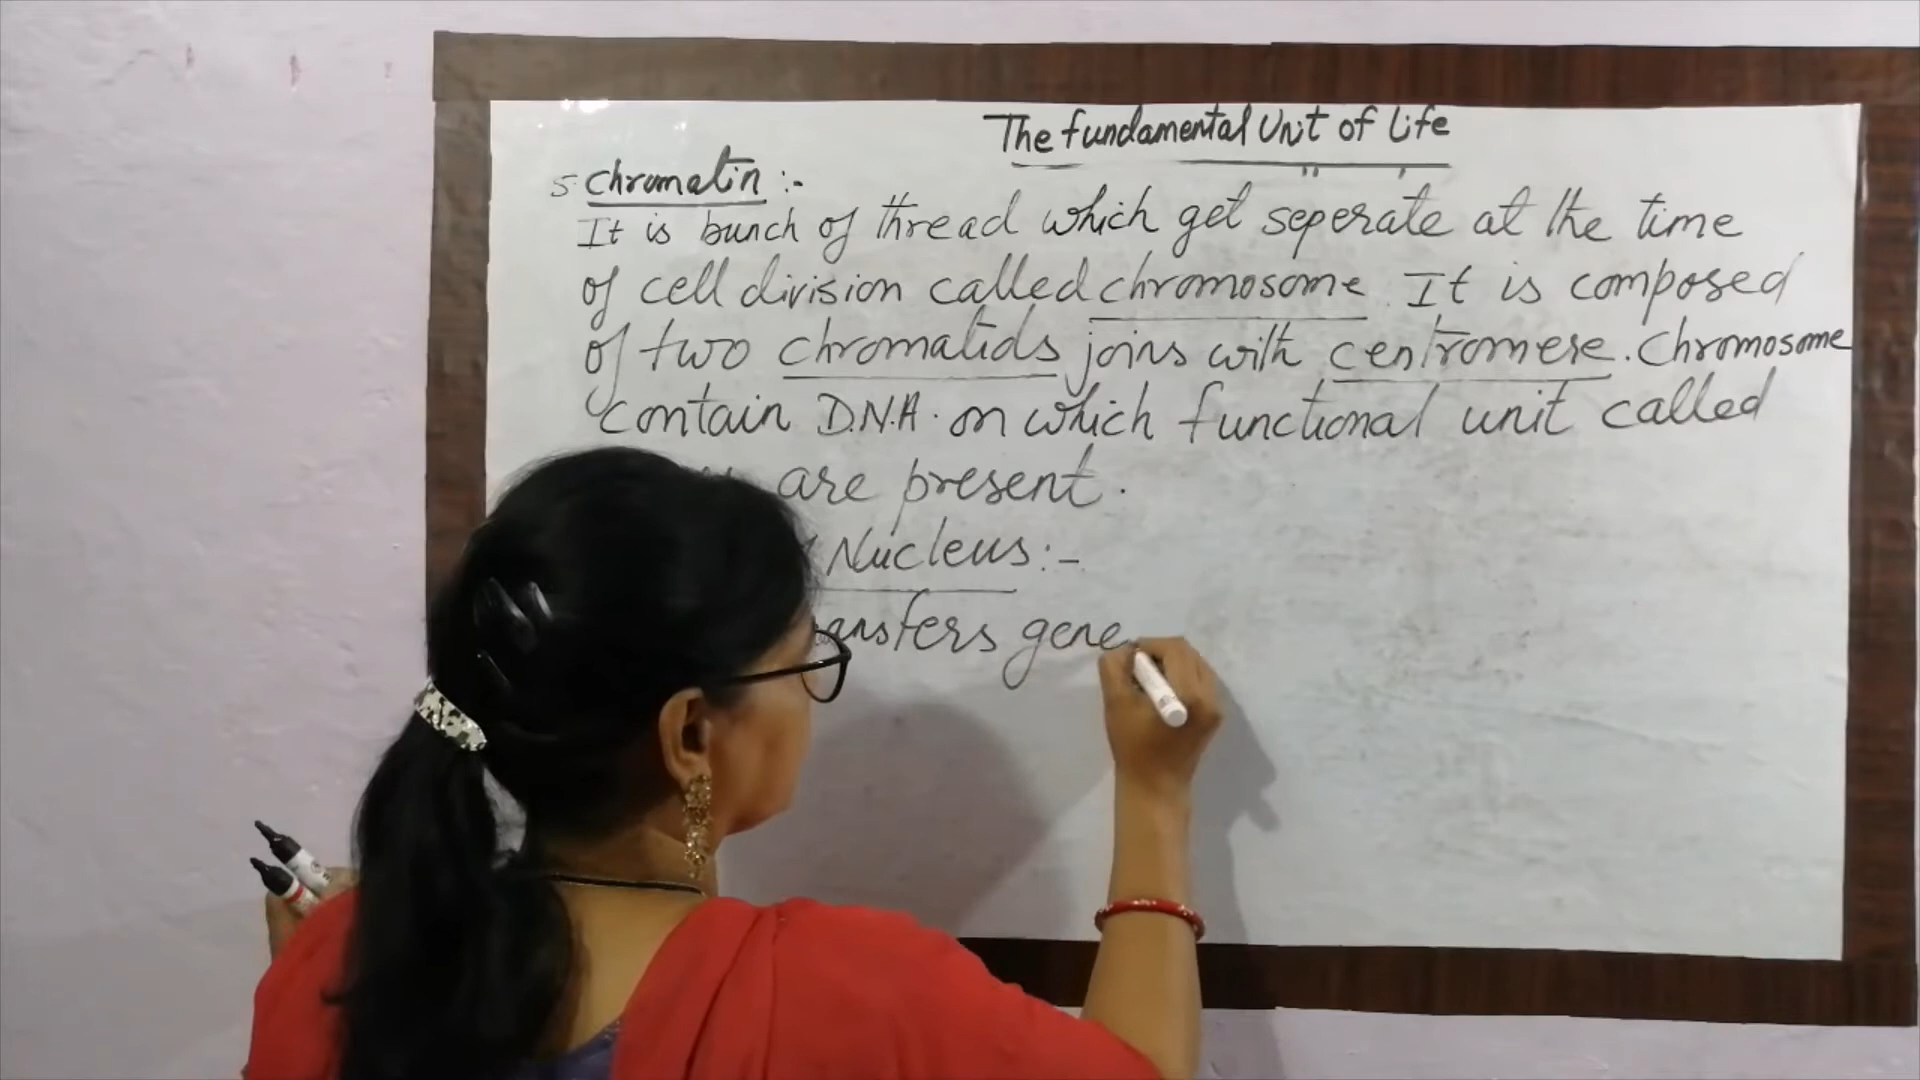 The fundamental Unit of Life
5. Chromatin :-
It is bunch of thread which get seperate at the time
of cell division called chromosome. It is composed
of two chromatids joins with centromere. Chromosome
contain D.N.A. on which functional unit called
are present.
Nucleus:-
gene